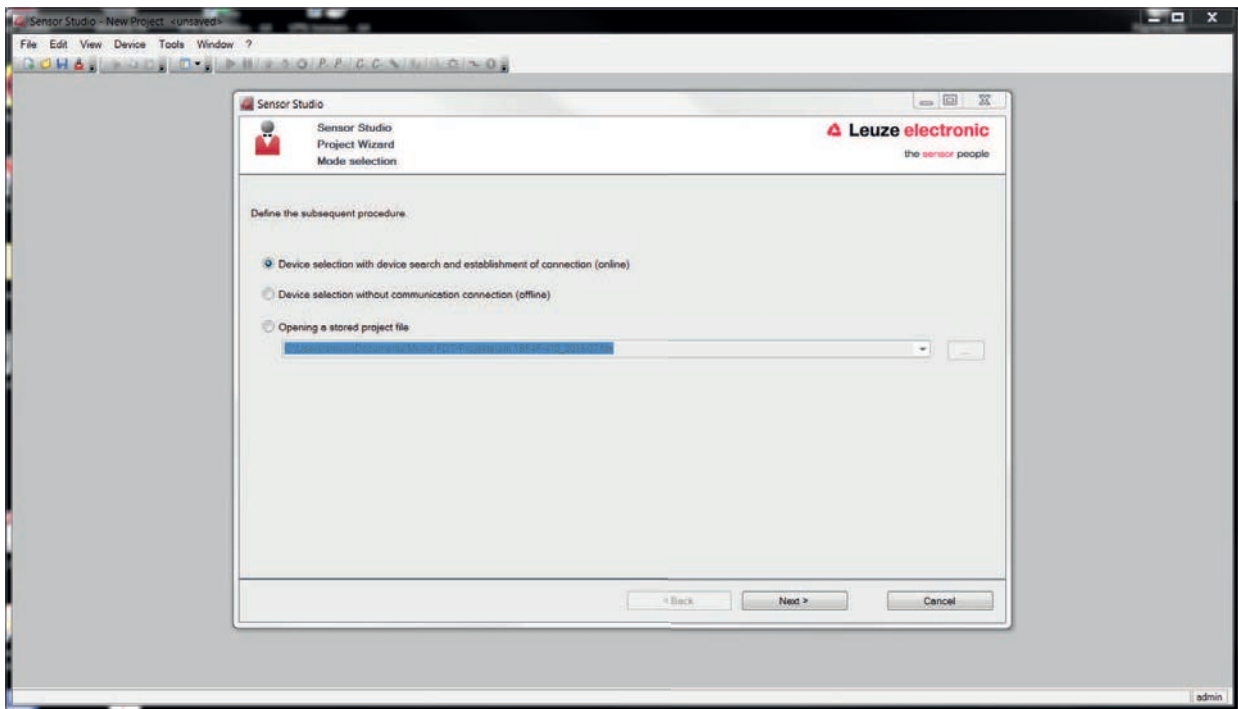 Sensor Studio - New Project <unsaved>
File Edit View Device Tools Window ?
Sensor Studio
Sensor Studio
Project Wizard
Mode selection
Leuze electronic
the sensor people
Define the subsequent procedure.
Device selection with device search and establishment of connection (online)
Device selection without communication connection (offline)
Opening a stored project file
...
< Back
Next >
Cancel
admin